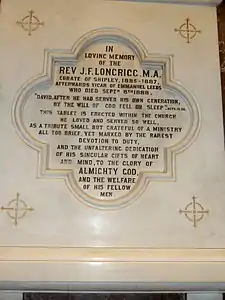 IN
LOVING MEMORY
OF THE
REV J.F. LONGRIGG. M.A.
CURATE OF SHIPLEY, 1885-1887,
AFTERWARDS VICAR OF EMMANUEL LEEDS
WHO DIED SEPTR 8TH 1888.
"DAVID, AFTER HE HAD SERVED HIS OWN GENERATION,
BY THE WILL OF GOD FELL ON SLEEP"
THIS TABLET IS ERECTED WITHIN THE CHURCH
HE LOVED AND SERVED SO WELL,
AS A TRIBUTE SMALL BUT GRATEFUL OF A MINISTRY
ALL TOO BRIEF, YET MARKED BY THE RAREST
DEVOTION TO DUTY,
AND THE UNFALTERING DEDICATION
OF HIS SINGULAR GIFTS OF HEART
AND MIND, TO THE GLORY OF
ALMIGHTY GOD,
AND THE WELFARE
OF HIS FELLOW
MEN